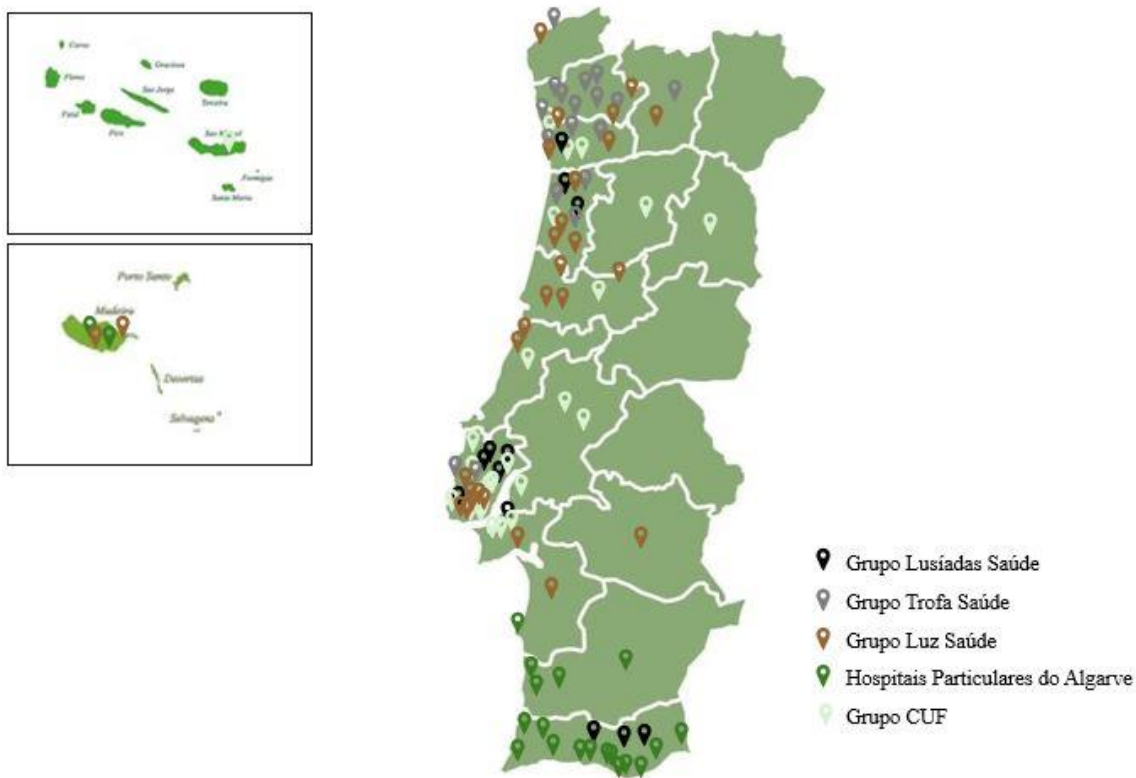 Corvo
Flores
Faial
Pico
Graciosa
Sao Jorge
Terceira
Formigas
Santa Maria
Porto Santo
Madeira
Desertas
Selvagens
Grupo Lusíadas Saúde
Grupo Trofa Saúde
Grupo Luz Saúde
Hospitais Particulares do Algarve
Grupo CUF